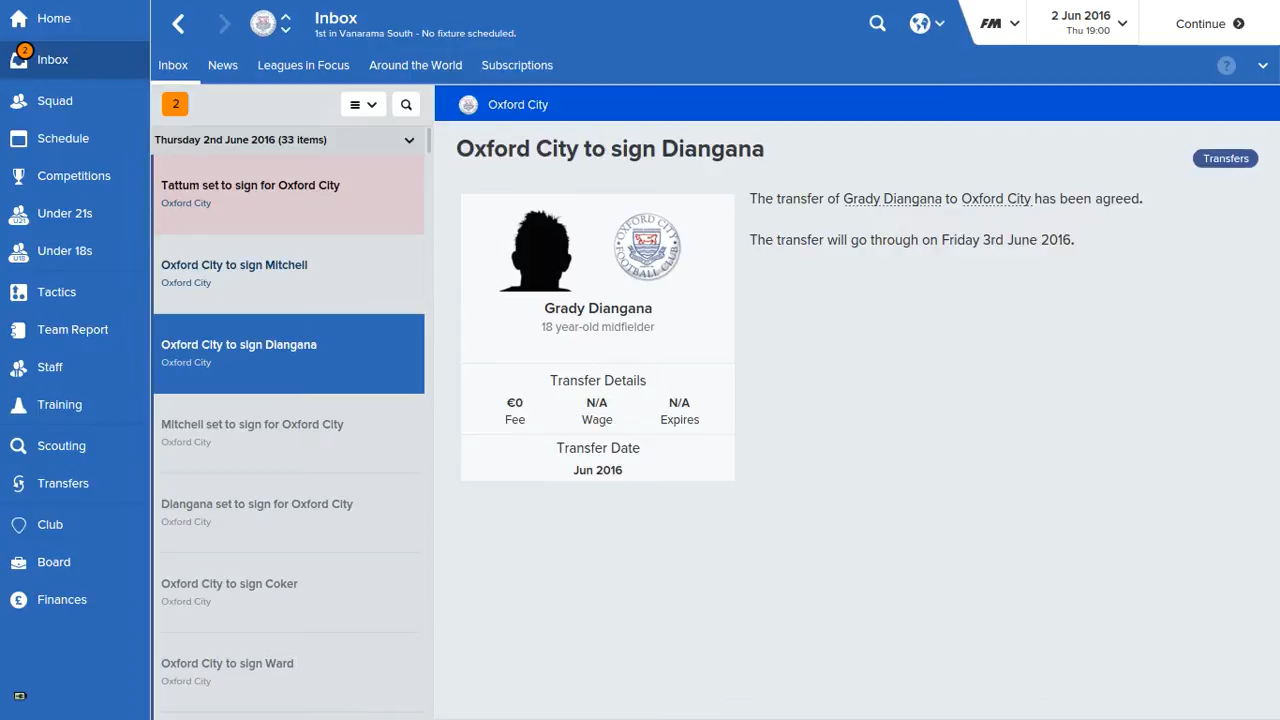 Home
2
Inbox
Squad
Schedule
Competitions
Under 21s
Under 18s
Tactics
Team Report
Staff
Training
Scouting
Transfers
Club
Board
Finances
Inbox
1st in Vanarama South - No fixture scheduled.
FM
2 Jun 2016
Thu 19:00
Continue
Inbox News Leagues in Focus Around the World Subscriptions
?
2
Thursday 2nd June 2016 (33 items)
Tattum set to sign for Oxford City
Oxford City
Oxford City to sign Mitchell
Oxford City
Oxford City to sign Diangana
Oxford City
Mitchell set to sign for Oxford City
Oxford City
Diangana set to sign for Oxford City
Oxford City
Oxford City to sign Coker
Oxford City
Oxford City to sign Ward
Oxford City
Oxford City
Oxford City to sign Diangana
Transfers
OXFORD CITY
FOOTBALL CLUB
Grady Diangana
18 year-old midfielder
Transfer Details
€0 N/A N/A
Fee Wage Expires
Transfer Date
Jun 2016
The transfer of Grady Diangana to Oxford City has been agreed.
The transfer will go through on Friday 3rd June 2016.